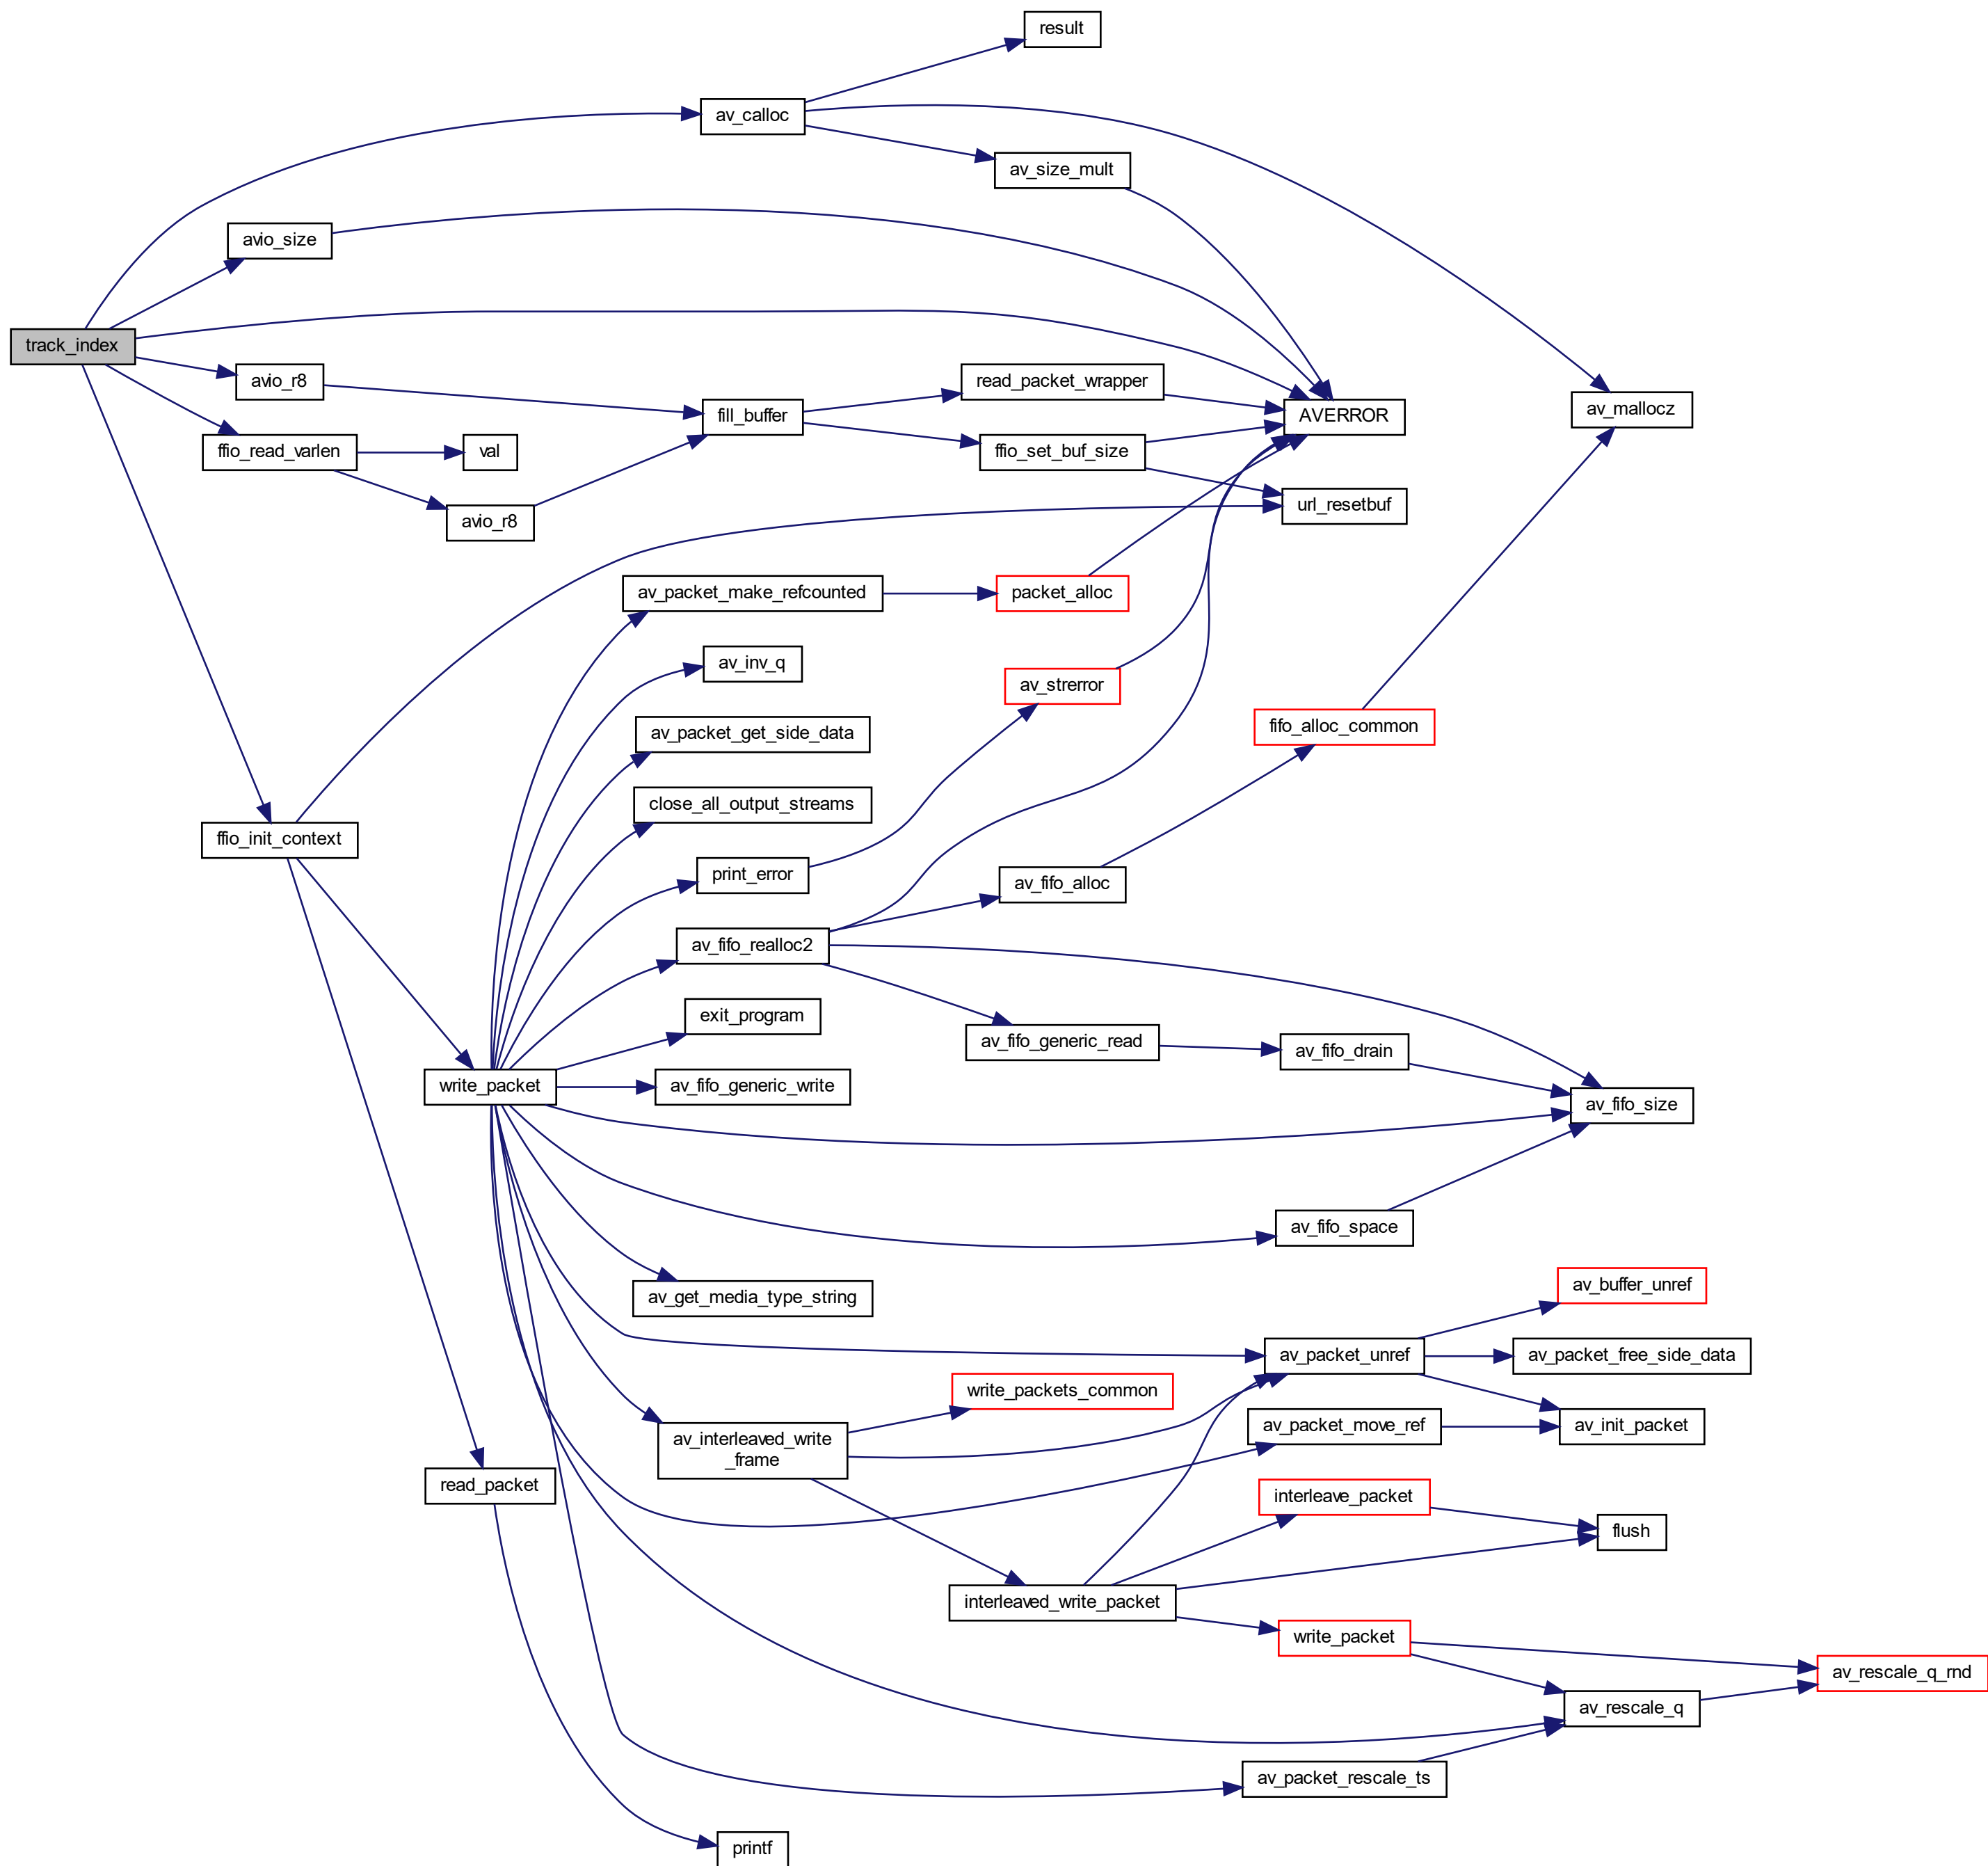 result
av_calloc
av_size_mult
avio_size
track_index
avio_r8
read_packet_wrapper
fill_buffer
AVERROR
av_mallocz
ffio_read_varlen
val
ffio_set_buf_size
avio_r8
url_resetbuf
av_packet_make_refcounted
packet_alloc
av_inv_q
av_strerror
av_packet_get_side_data
fifo_alloc_common
close_all_output_streams
ffio_init_context
print_error
av_fifo_alloc
av_fifo_realloc2
exit_program
av_fifo_generic_read
av_fifo_drain
write_packet
av_fifo_generic_write
av_fifo_size
av_fifo_space
av_get_media_type_string
av_buffer_unref
av_packet_unref
av_packet_free_side_data
write_packets_common
av_interleaved_write
_frame
av_packet_move_ref
av_init_packet
read_packet
interleave_packet
flush
interleaved_write_packet
write_packet
av_rescale_q_rnd
av_rescale_q
av_packet_rescale_ts
printf